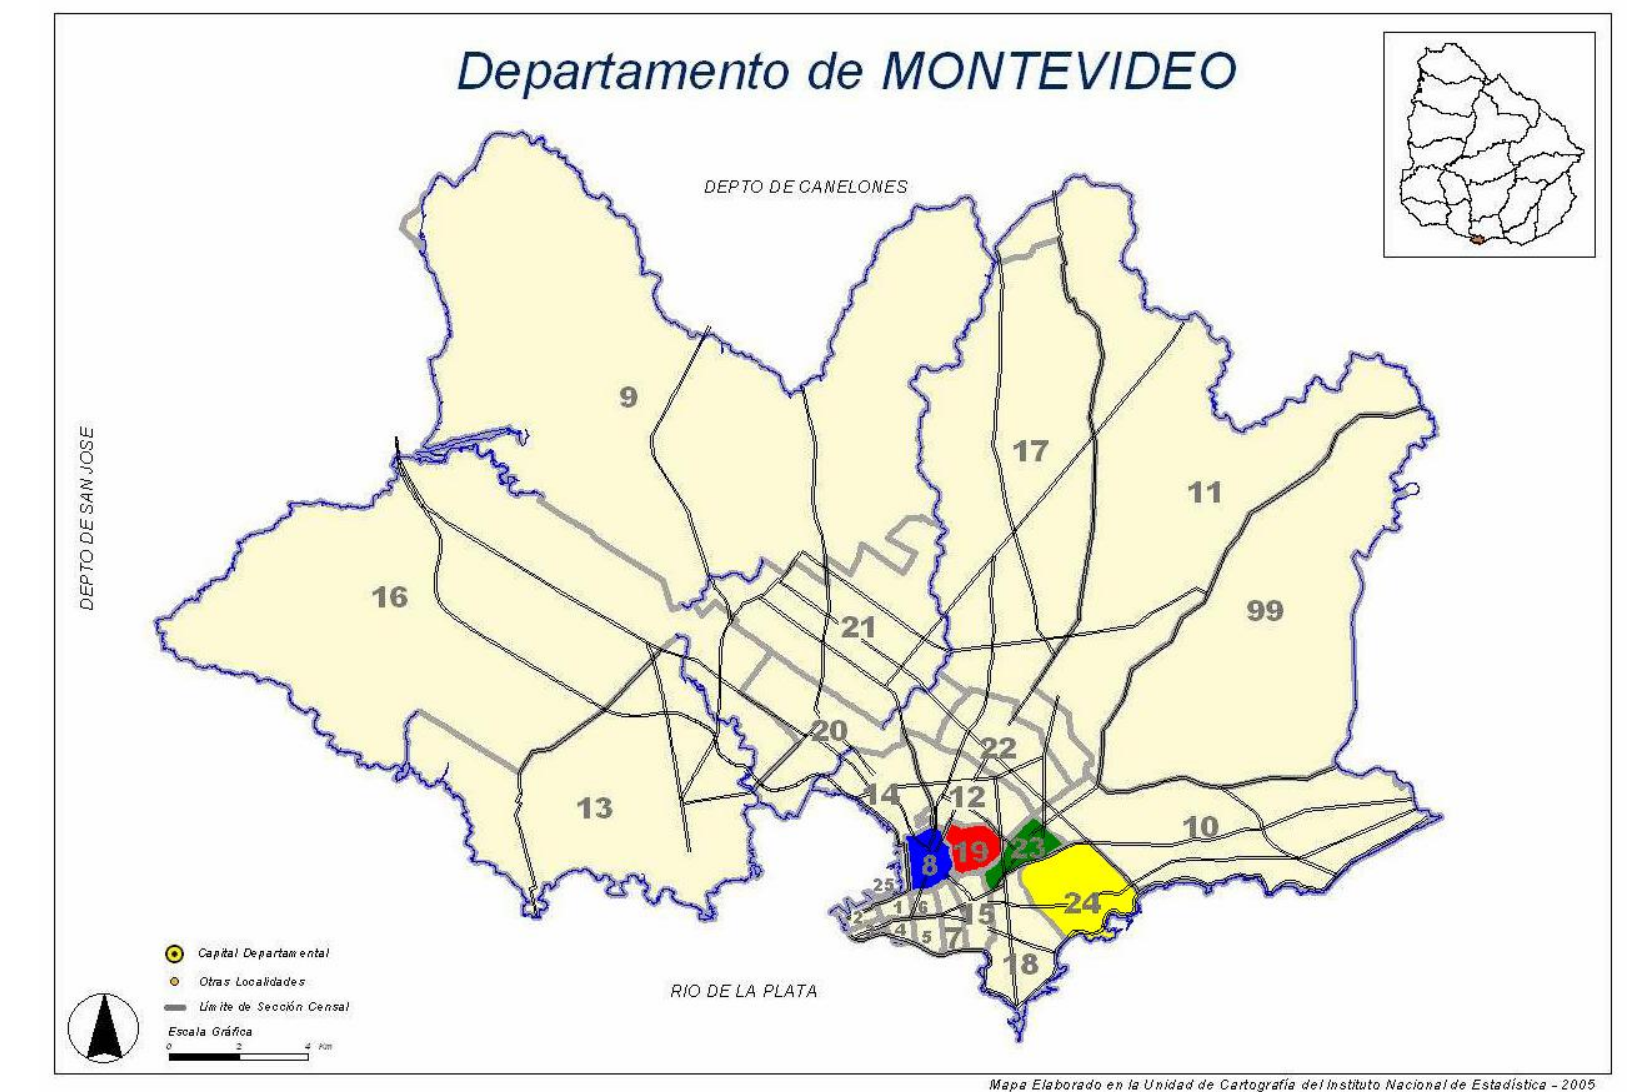 Departamento de MONTEVIDEO
DEPTO DE CANELONES
DEPTO DE SAN JOSE
9
17
11
16
99
21
20
22
14
12
13
10
19
23
8
25
24
1
6
2
15
4
5
7
18
RIO DE LA PLATA
Capital Departamental
Otras Localidades
Límite de Sección Censal
Escala Gráfica
0 2 4 Km
Mapa Elaborado en la Unidad de Cartografía del Instituto Nacional de Estadística - 2005